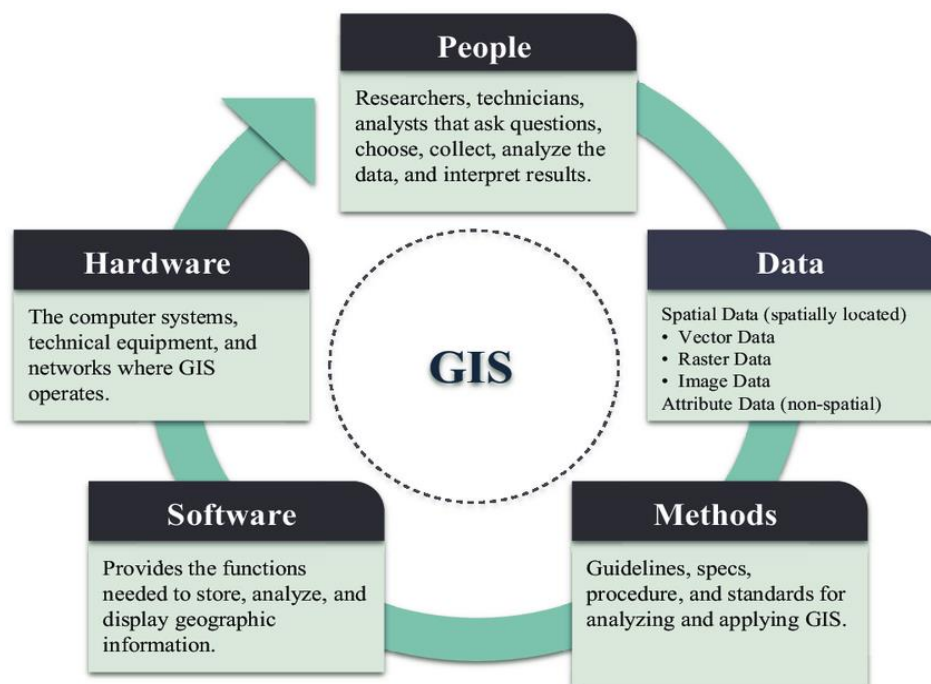 People
Researchers, technicians,
analysts that ask questions,
choose, collect, analyze the
data, and interpret results.
Data
Spatial Data (spatially located)
• Vector Data
• Raster Data
• Image Data
Attribute Data (non-spatial)
Methods
Guidelines, specs,
procedure, and standards for
analyzing and applying GIS.
Software
Provides the functions
needed to store, analyze, and
display geographic
information.
Hardware
The computer systems,
technical equipment, and
networks where GIS
operates.
GIS